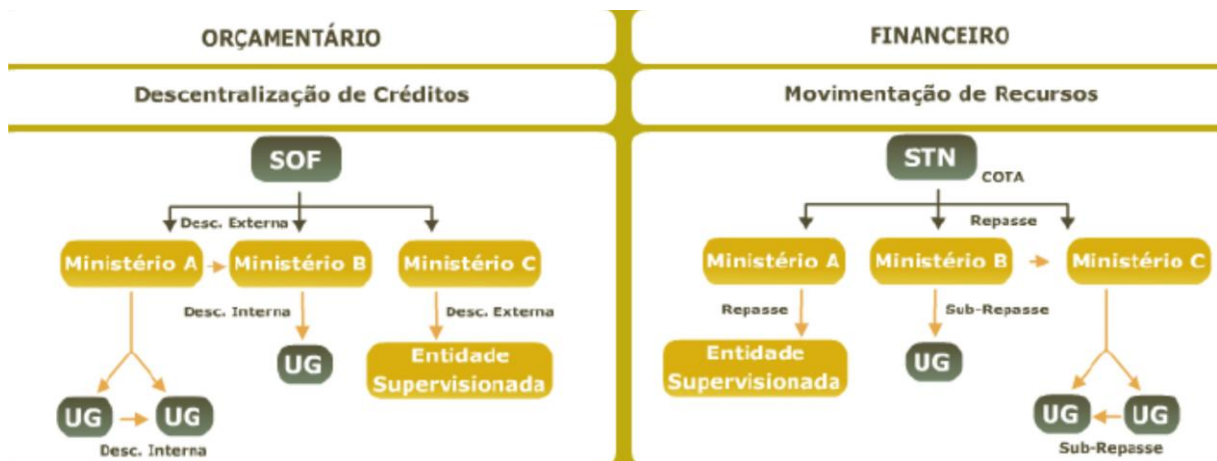 ORÇAMENTÁRIO
Descentralização de Créditos
SOF
Desc. Externa
Ministério A
Ministério B
Ministério C
Desc. Interna
Desc. Externa
UG
Entidade
Supervisionada
UG
UG
Desc. Interna
FINANCEIRO
Movimentação de Recursos
STN
COTA
Repasse
Ministério A
Ministério B
Ministério C
Repasse
Sub-Repasse
Entidade
Supervisionada
UG
UG
UG
Sub-Repasse